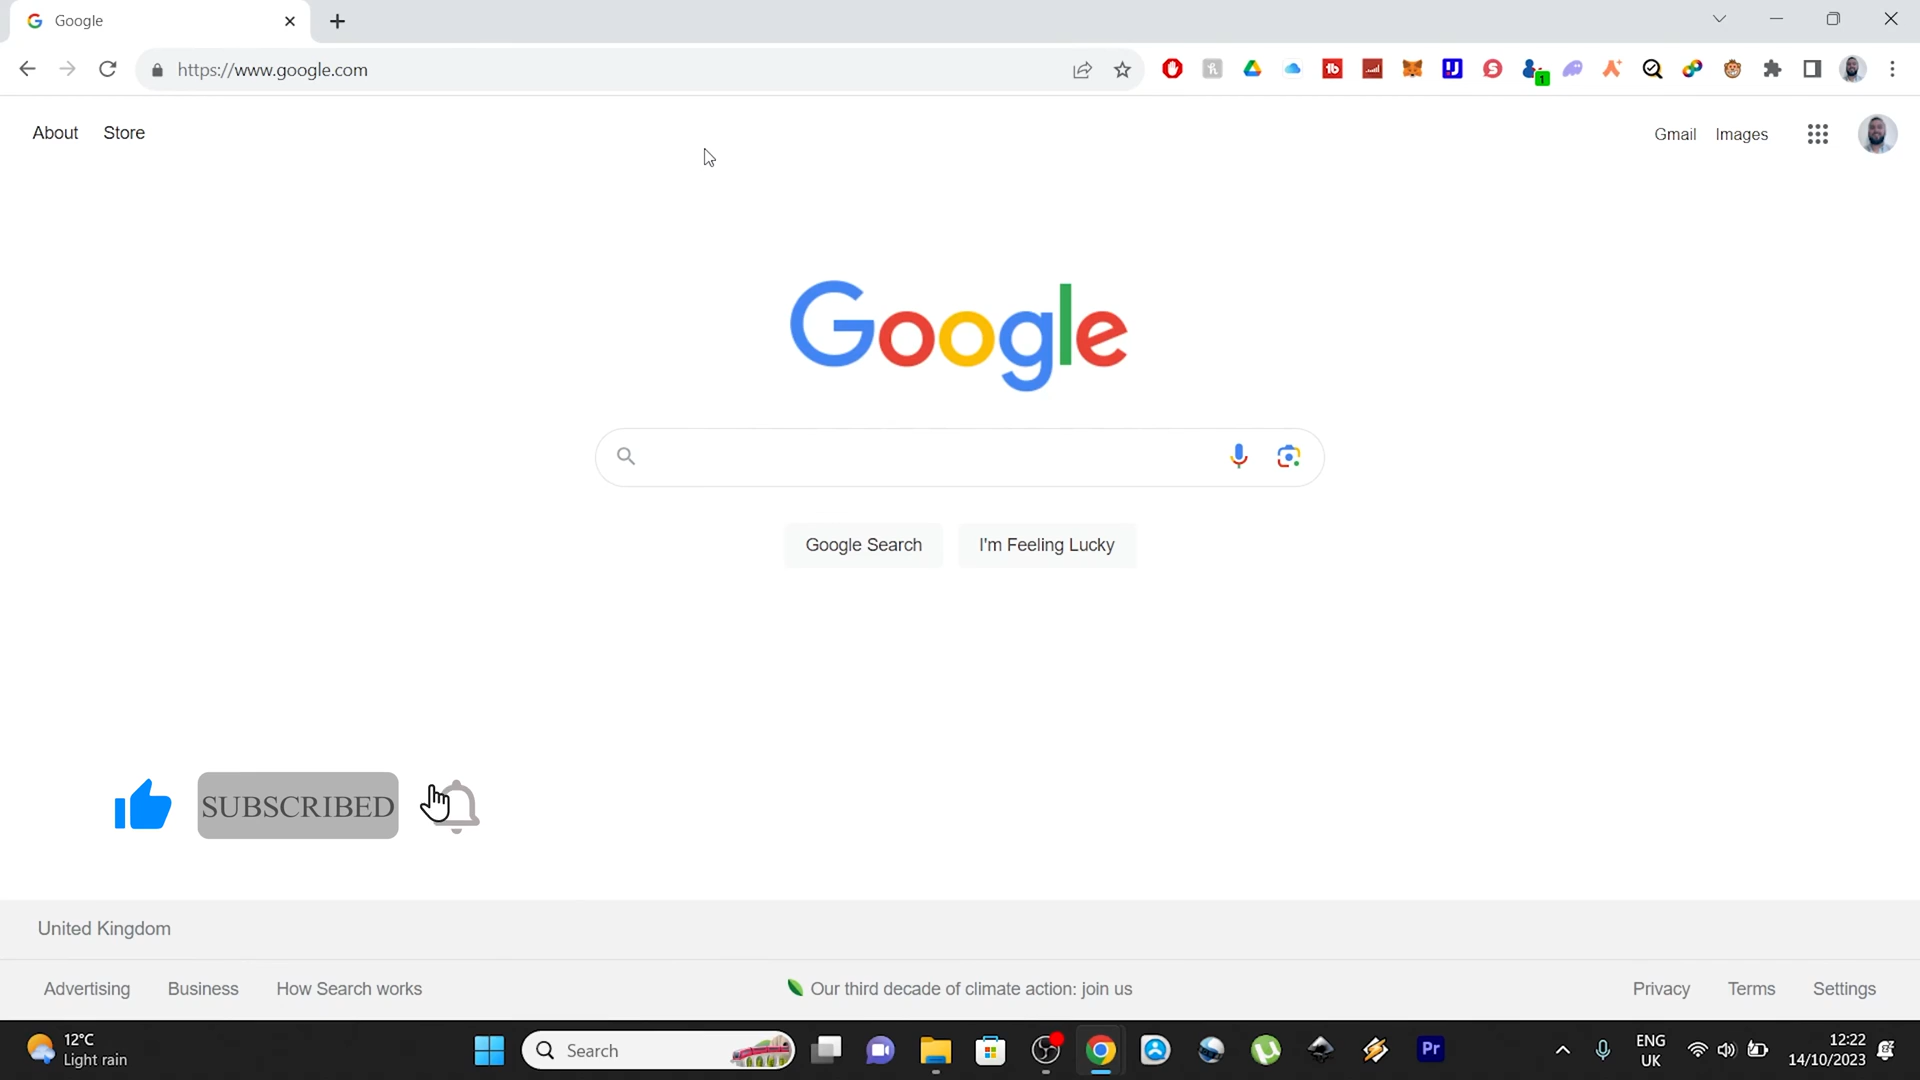 Google
https://www.google.com
1
About Store
Gmail Images
Google
Google Search I'm Feeling Lucky
SUBSCRIBED
United Kingdom
Advertising Business How Search works
Our third decade of climate action: join us
Privacy Terms Settings
12°C
Light rain
Search
Pr
ENG
UK
12:22
14/10/2023